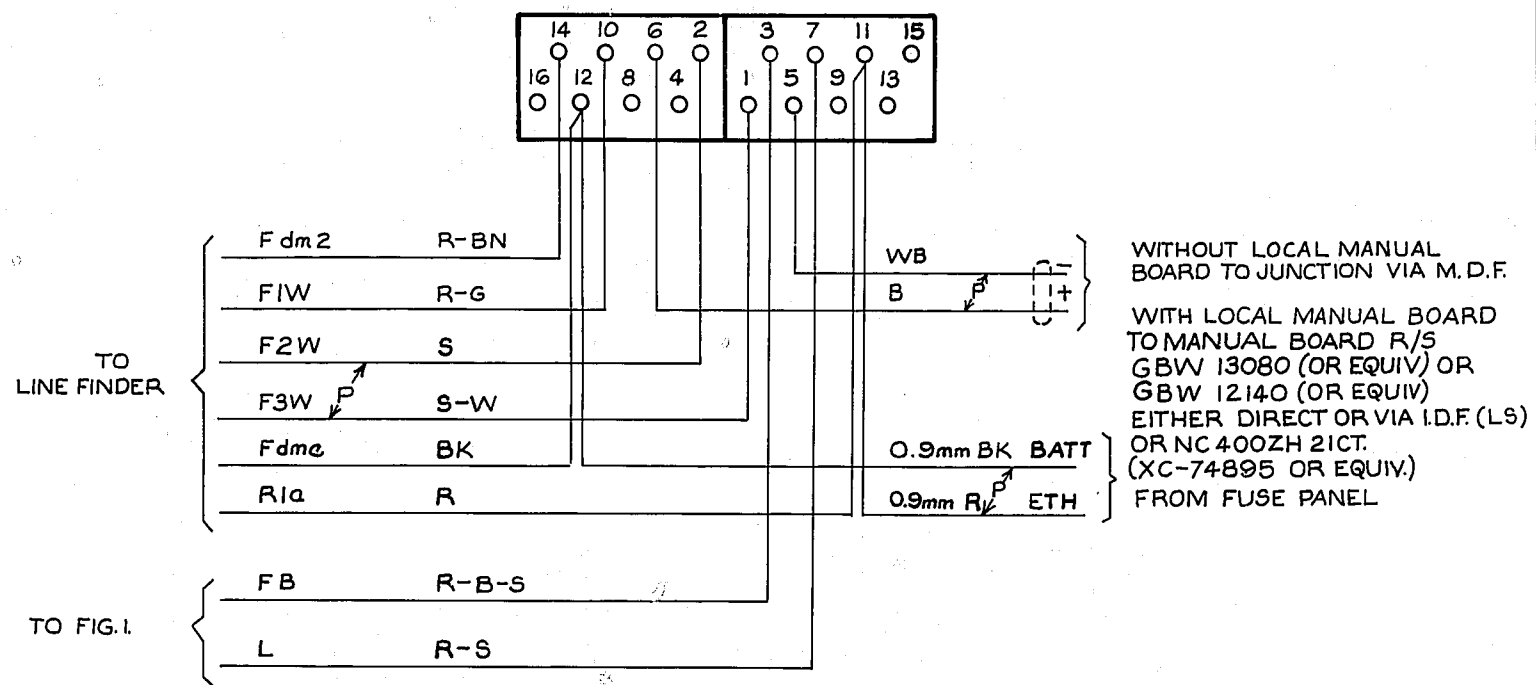 14 10 6 2 3 7 11 15
16 12 8 4 1 5 9 13
Fdm2 R-BN
F1W R-G
F2W S
P
F3W S-W
Fdme BK
R1a R
TO
LINE FINDER
FB R-B-S
L R-S
TO FIG.1.
WB -
B P +
WITHOUT LOCAL MANUAL
BOARD TO JUNCTION VIA M.D.F.
WITH LOCAL MANUAL BOARD
TO MANUAL BOARD R/S
GBW 13080 (OR EQUIV) OR
GBW 12140 (OR EQUIV)
EITHER DIRECT OR VIA I.D.F. (LS)
OR NC 400ZH 21CT.
(XC-74895 OR EQUIV.)
FROM FUSE PANEL
0.9mm BK BATT
P
0.9mm R ETH